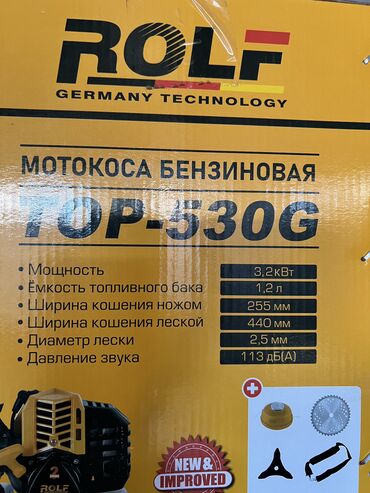 ROLF
GERMANY TECHNOLOGY
МОТОКОСА БЕНЗИНОВАЯ
TOP-530G
• Мощность 3,2кВт
• Ёмкость топливного бака 1,2 л
• Ширина кошения ножом 255 мм
• Ширина кошения леской 440 мм
• Диаметр лески 2,5 мм
• Давление звука 113 дБ(А)
2
ROLF
NEW &
IMPROVED